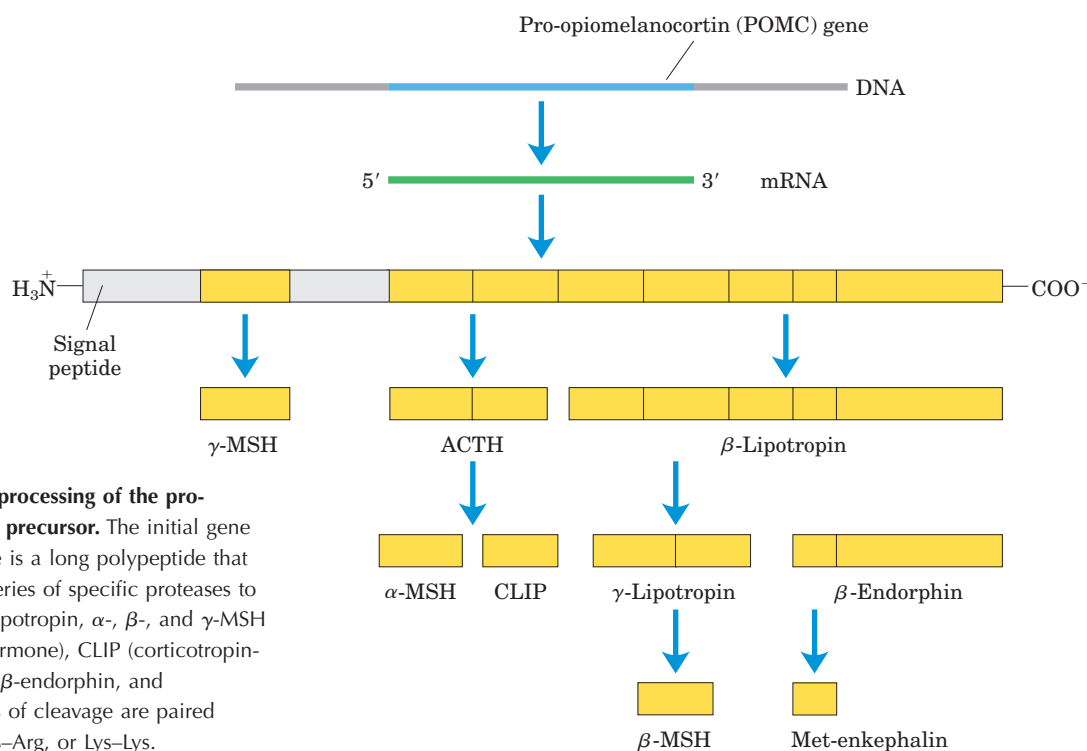 Pro-opiomelanocortin (POMC) gene
DNA
5′ 3′ mRNA
H₃N⁺ COO⁻
Signal
peptide
γ-MSH ACTH β-Lipotropin
processing of the pro-
precursor. The initial gene
e is a long polypeptide that
eries of specific proteases to
ipotropin, α-, β-, and γ-MSH
rmone), CLIP (corticotropin-
β-endorphin, and
s of cleavage are paired
s–Arg, or Lys–Lys.
α-MSH CLIP γ-Lipotropin β-Endorphin
β-MSH Met-enkephalin